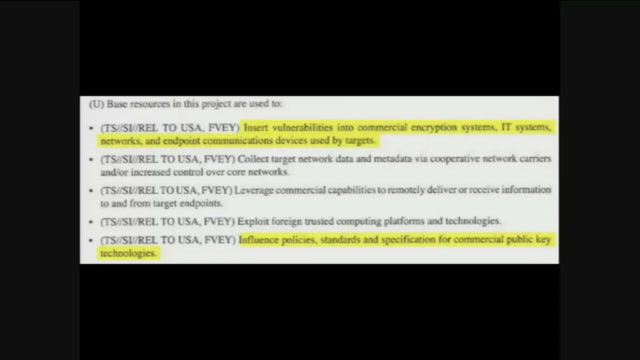 (U) Base resources in this project are used to:
• (TS//SI//REL TO USA, FVEY) Insert vulnerabilities into commercial encryption systems, IT systems,
networks, and endpoint communications devices used by targets.
• (TS//SI//REL TO USA, FVEY) Collect target network data and metadata via cooperative network carriers
and/or increased control over core networks.
• (TS//SI//REL TO USA, FVEY) Leverage commercial capabilities to remotely deliver or receive information
to and from target endpoints.
• (TS//SI//REL TO USA, FVEY) Exploit foreign trusted computing platforms and technologies.
• (TS//SI//REL TO USA, FVEY) Influence policies, standards and specification for commercial public key
technologies.